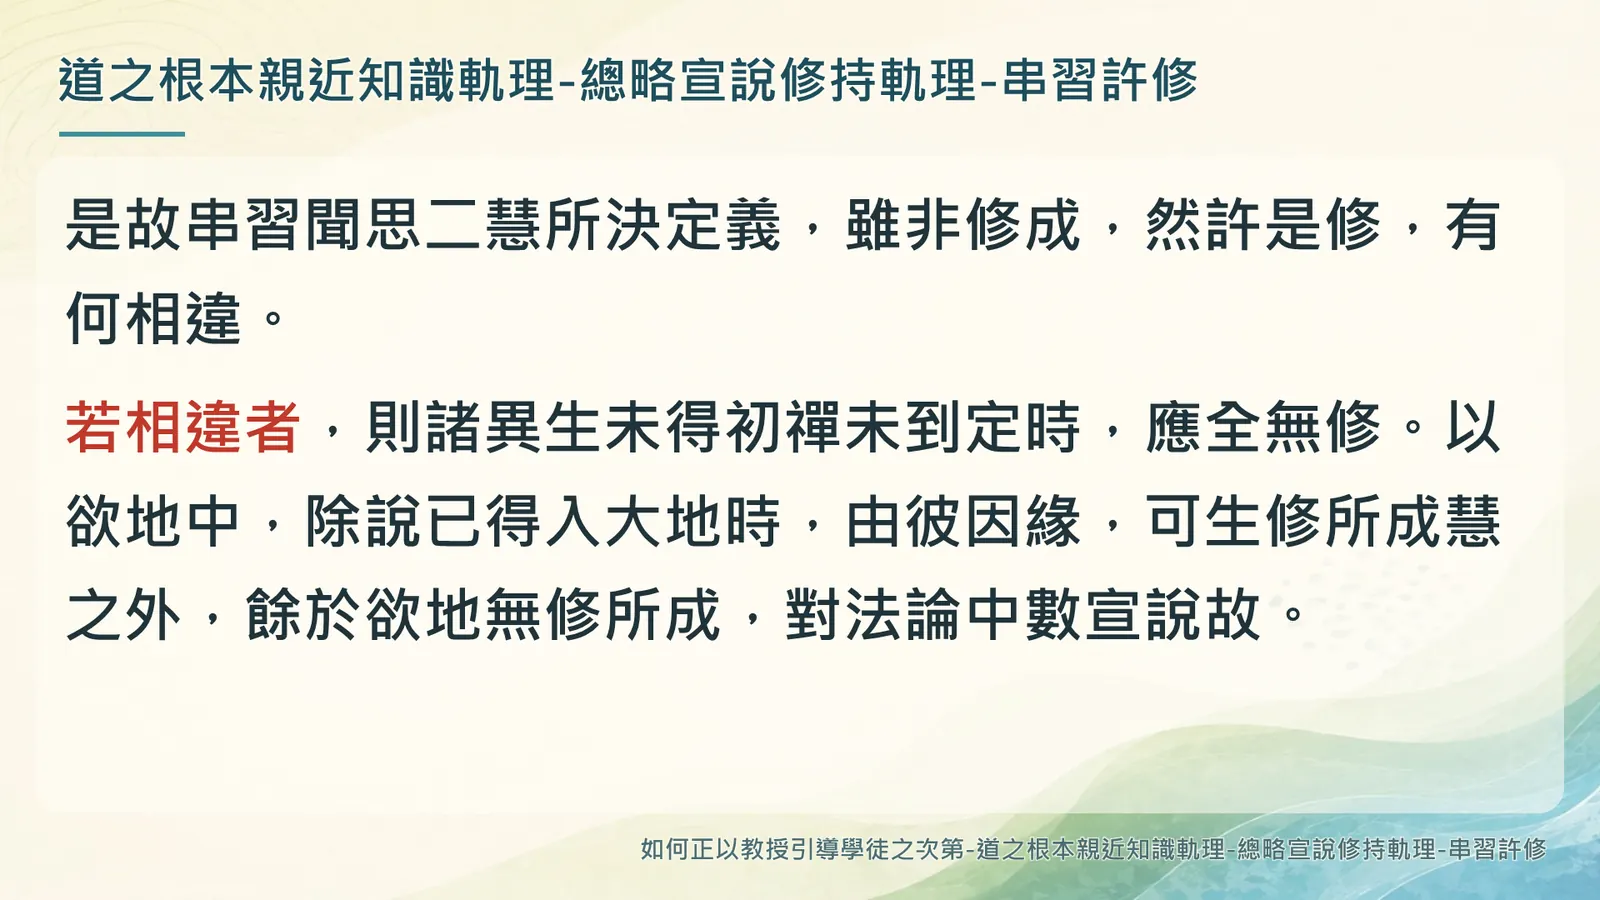 道之根本親近知識軌理-總略宣說修持軌理-串習許修
是故串習聞思二慧所決定義，雖非修成，然許是修，有
何相違。
若相違者，則諸異生未得初禪未到定時，應全無修。以
欲地中，除說已得入大地時，由彼因緣，可生修所成慧
之外，餘於欲地無修所成，對法論中數宣說故。
如何正以教授引導學徒之次第-道之根本親近知識軌理-總略宣說修持軌理-串習許修